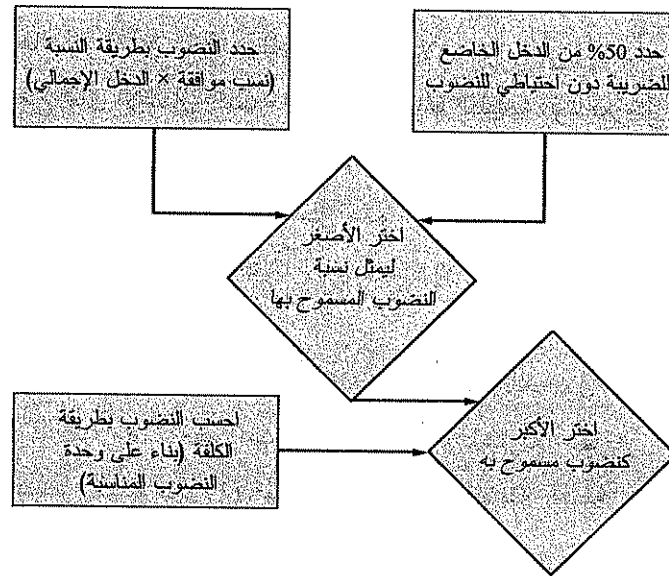 حدد 50% من الدخل الخاضع
للضريبة دون احتياطي للنضوب
حدد النضوب بطريقة النسبة
(نسب موافقة × الدخل الإجمالي)
اختر الأصغر
ليمثل نسبة
النضوب المسموح بها
احسب النضوب بطريقة
الكلفة (بناء على وحدة
النضوب المناسبة)
اختر الأكبر
كنضوب مسموح به